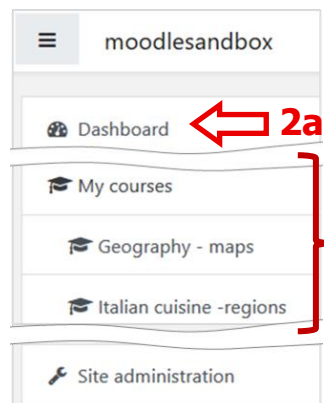 moodlesandbox
Dashboard 2a
My courses
Geography - maps
Italian cuisine -regions
Site administration